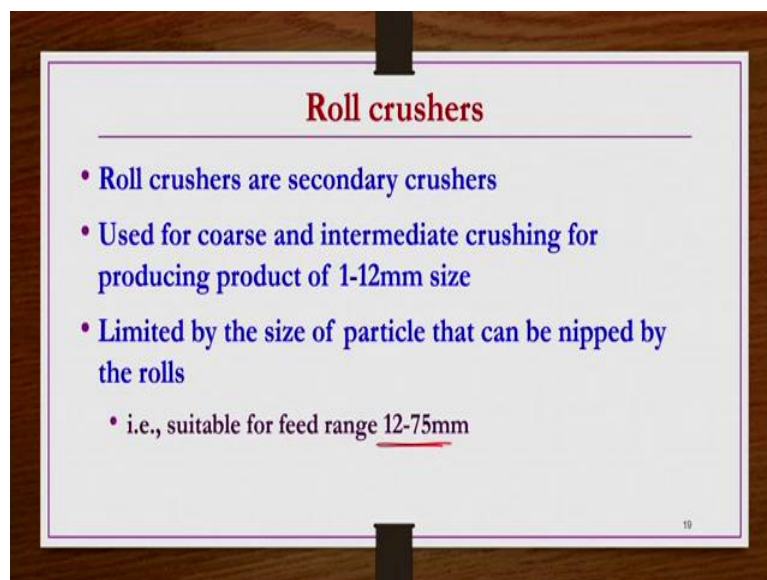 Roll crushers
• Roll crushers are secondary crushers
• Used for coarse and intermediate crushing for
producing product of 1-12mm size
• Limited by the size of particle that can be nipped by
the rolls
• i.e., suitable for feed range 12-75mm
19